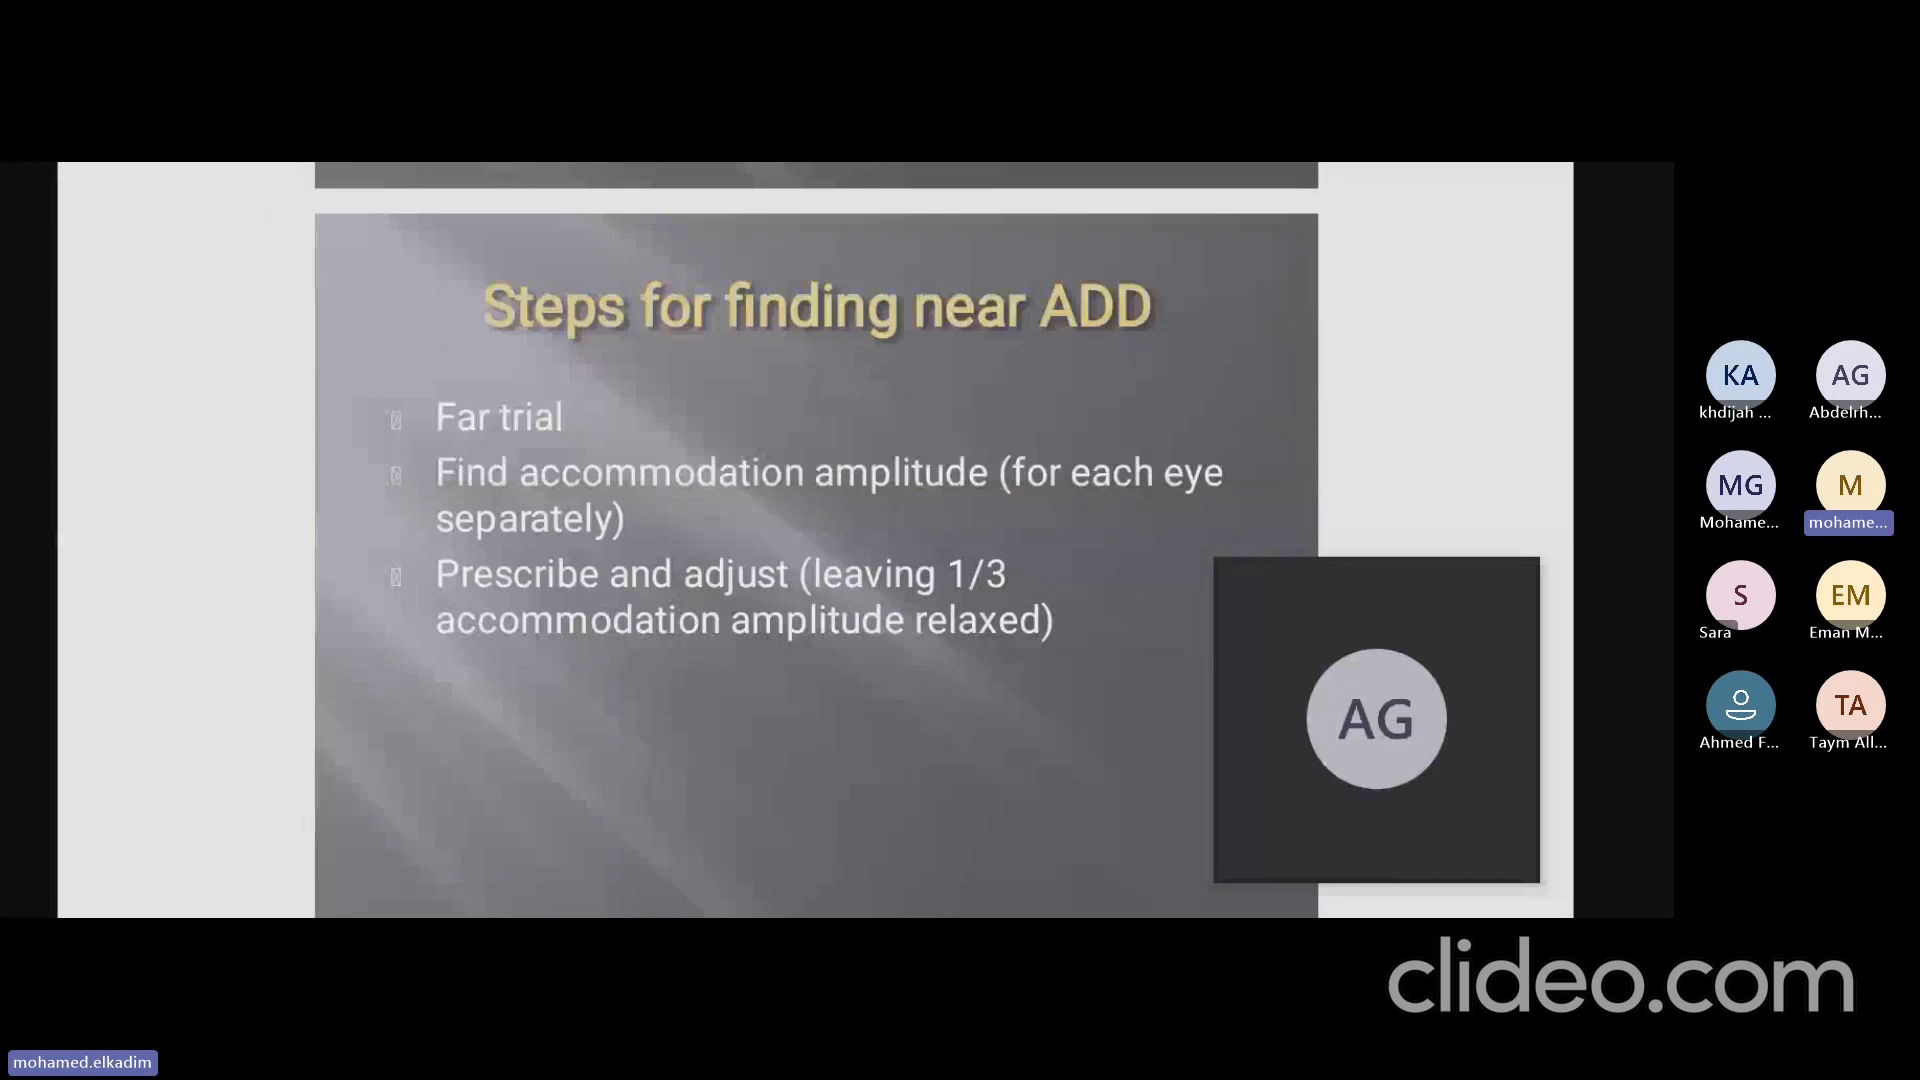 Steps for finding near ADD
Far trial
Find accommodation amplitude (for each eye
separately)
Prescribe and adjust (leaving 1/3
accommodation amplitude relaxed)
AG
KA
khdijah ...
AG
Abdelrh...
MG
Mohame...
M
mohame...
S
Sara
EM
Eman M...
Ahmed F...
TA
Taym All...
clideo.com
mohamed.elkadim